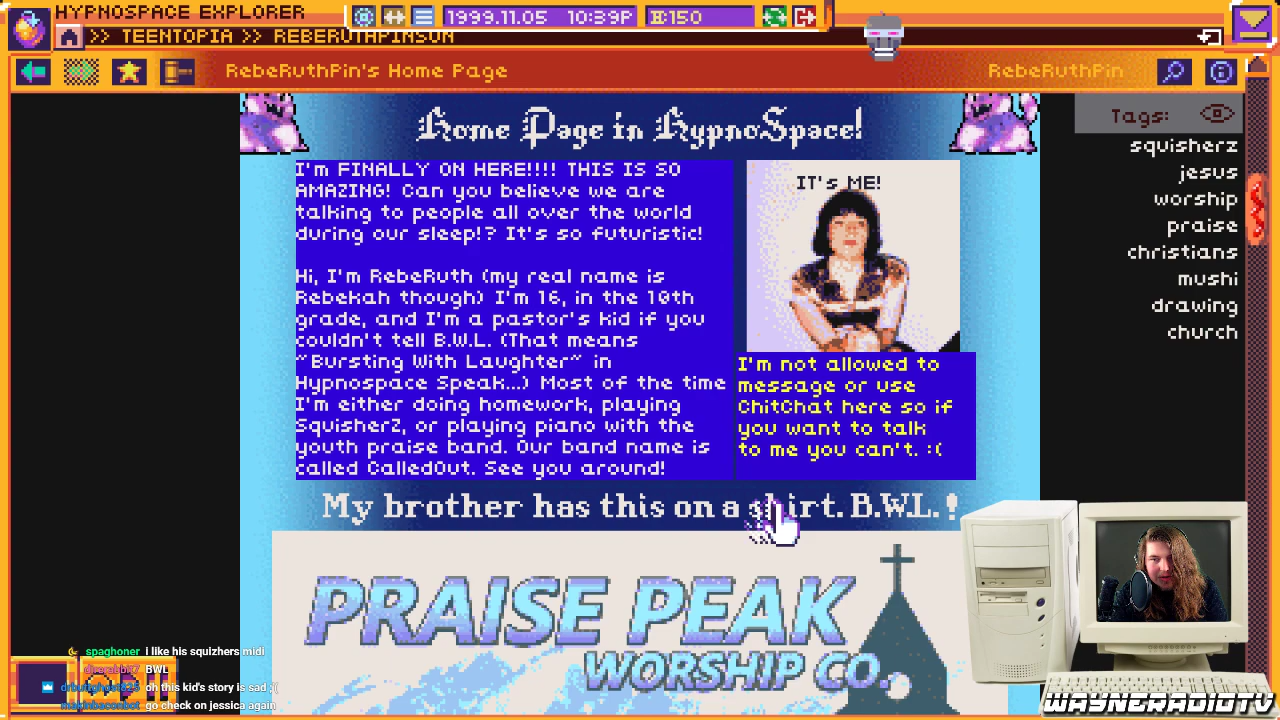 HYPNOSPACE EXPLORER
1999.11.05 10:39P
150
>> TEENTOPIA >> REBERUTHPINSUM
RebeRuthPin's Home Page
RebeRuthPin
Home Page in HypnoSpace!
Tags:
squisherz
jesus
worship
praise
christians
mushi
drawing
church
I'm FINALLY ON HERE!!!! THIS IS SO
AMAZING! Can you believe we are
talking to people all over the world
during our sleep!? It's so futuristic!
Hi, I'm RebeRuth (my real name is
Rebekah though) I'm 16, in the 10th
grade, and I'm a pastor's kid if you
couldn't tell B.W.L. (That means
~Bursting With Laughter~ in
Hypnospace Speak...) Most of the time
I'm either doing homework, playing
SquisherZ, or playing piano with the
youth praise band. Our band name is
called CalledOut. See you around!
IT's ME!
I'm not allowed to
message or use
ChitChat here so if
you want to talk
to me you can't. :(
My brother has this on a shirt. B.W.L. !
PRAISE PEAK
WORSHIP CO.
spaghoner i like his squizhers midi
BWL
oh this kid's story is sad ;(
go check on jessica again
WAYNERADIOTV